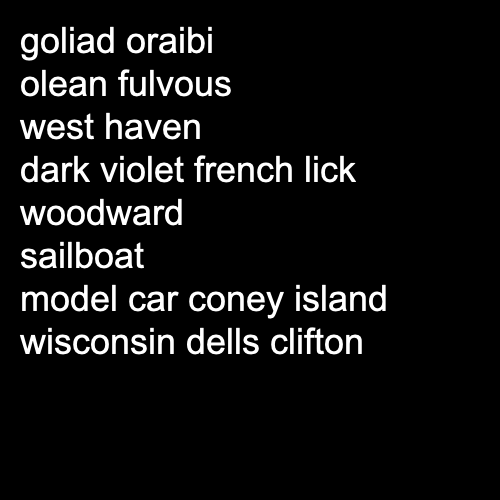 goliad oraibi
olean fulvous
west haven
dark violet french lick
woodward
sailboat
model car coney island
wisconsin dells clifton